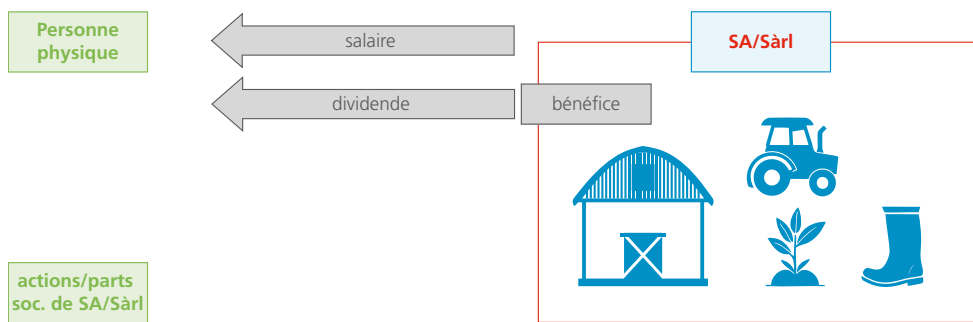 Personne
physique
salaire
SA/Sàrl
dividende
bénéfice
actions/parts
soc. de SA/Sàrl